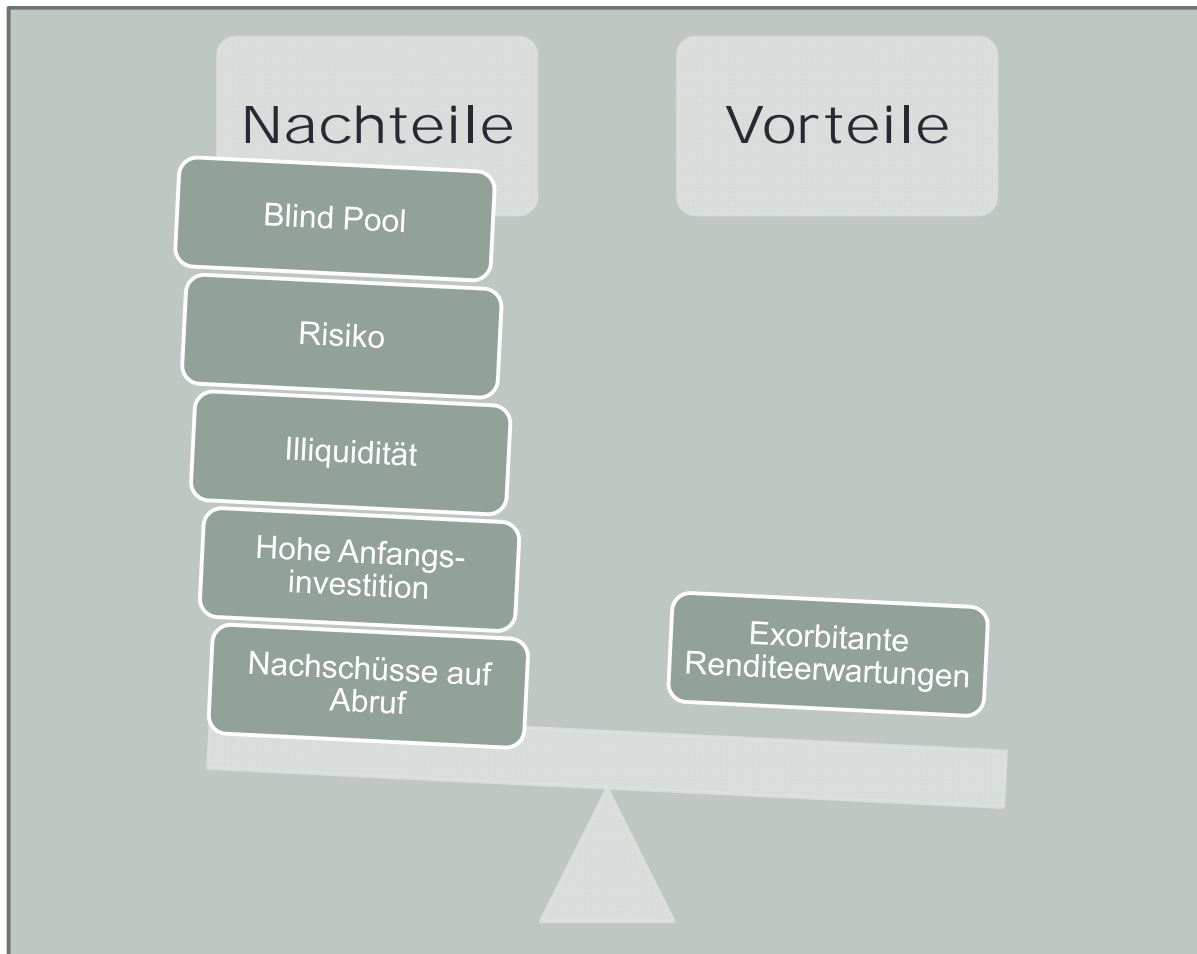 Nachteile
Vorteile
Blind Pool
Risiko
Illiquidität
Hohe Anfangs-
investition
Nachschüsse auf
Abruf
Exorbitante
Renditeerwartungen